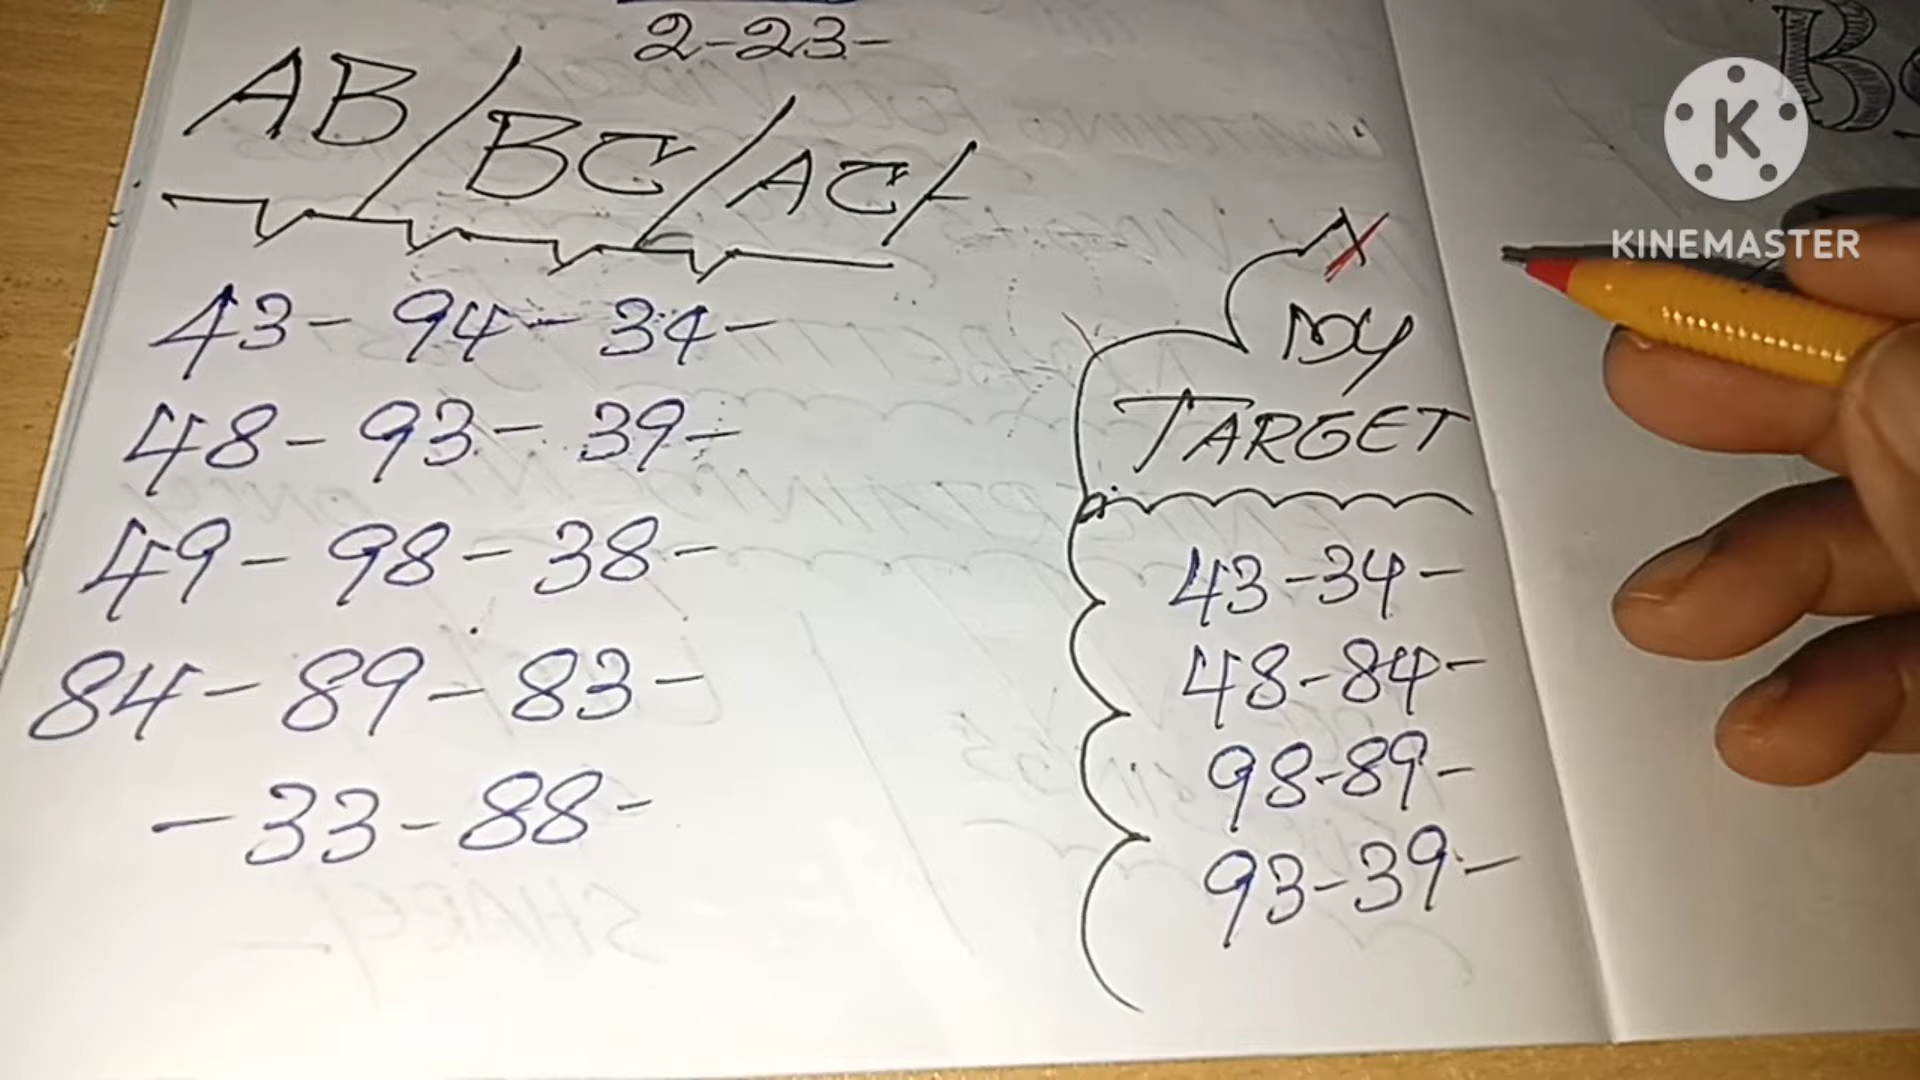 2-23-
AB/BC/AC/-
43- 94- 34-
48- 93- 39-
49- 98- 38-
84- 89- 83-
- 33- 88-
TARGET
43-34-
48-84-
98-89-
93-39-
K
KINEMASTER